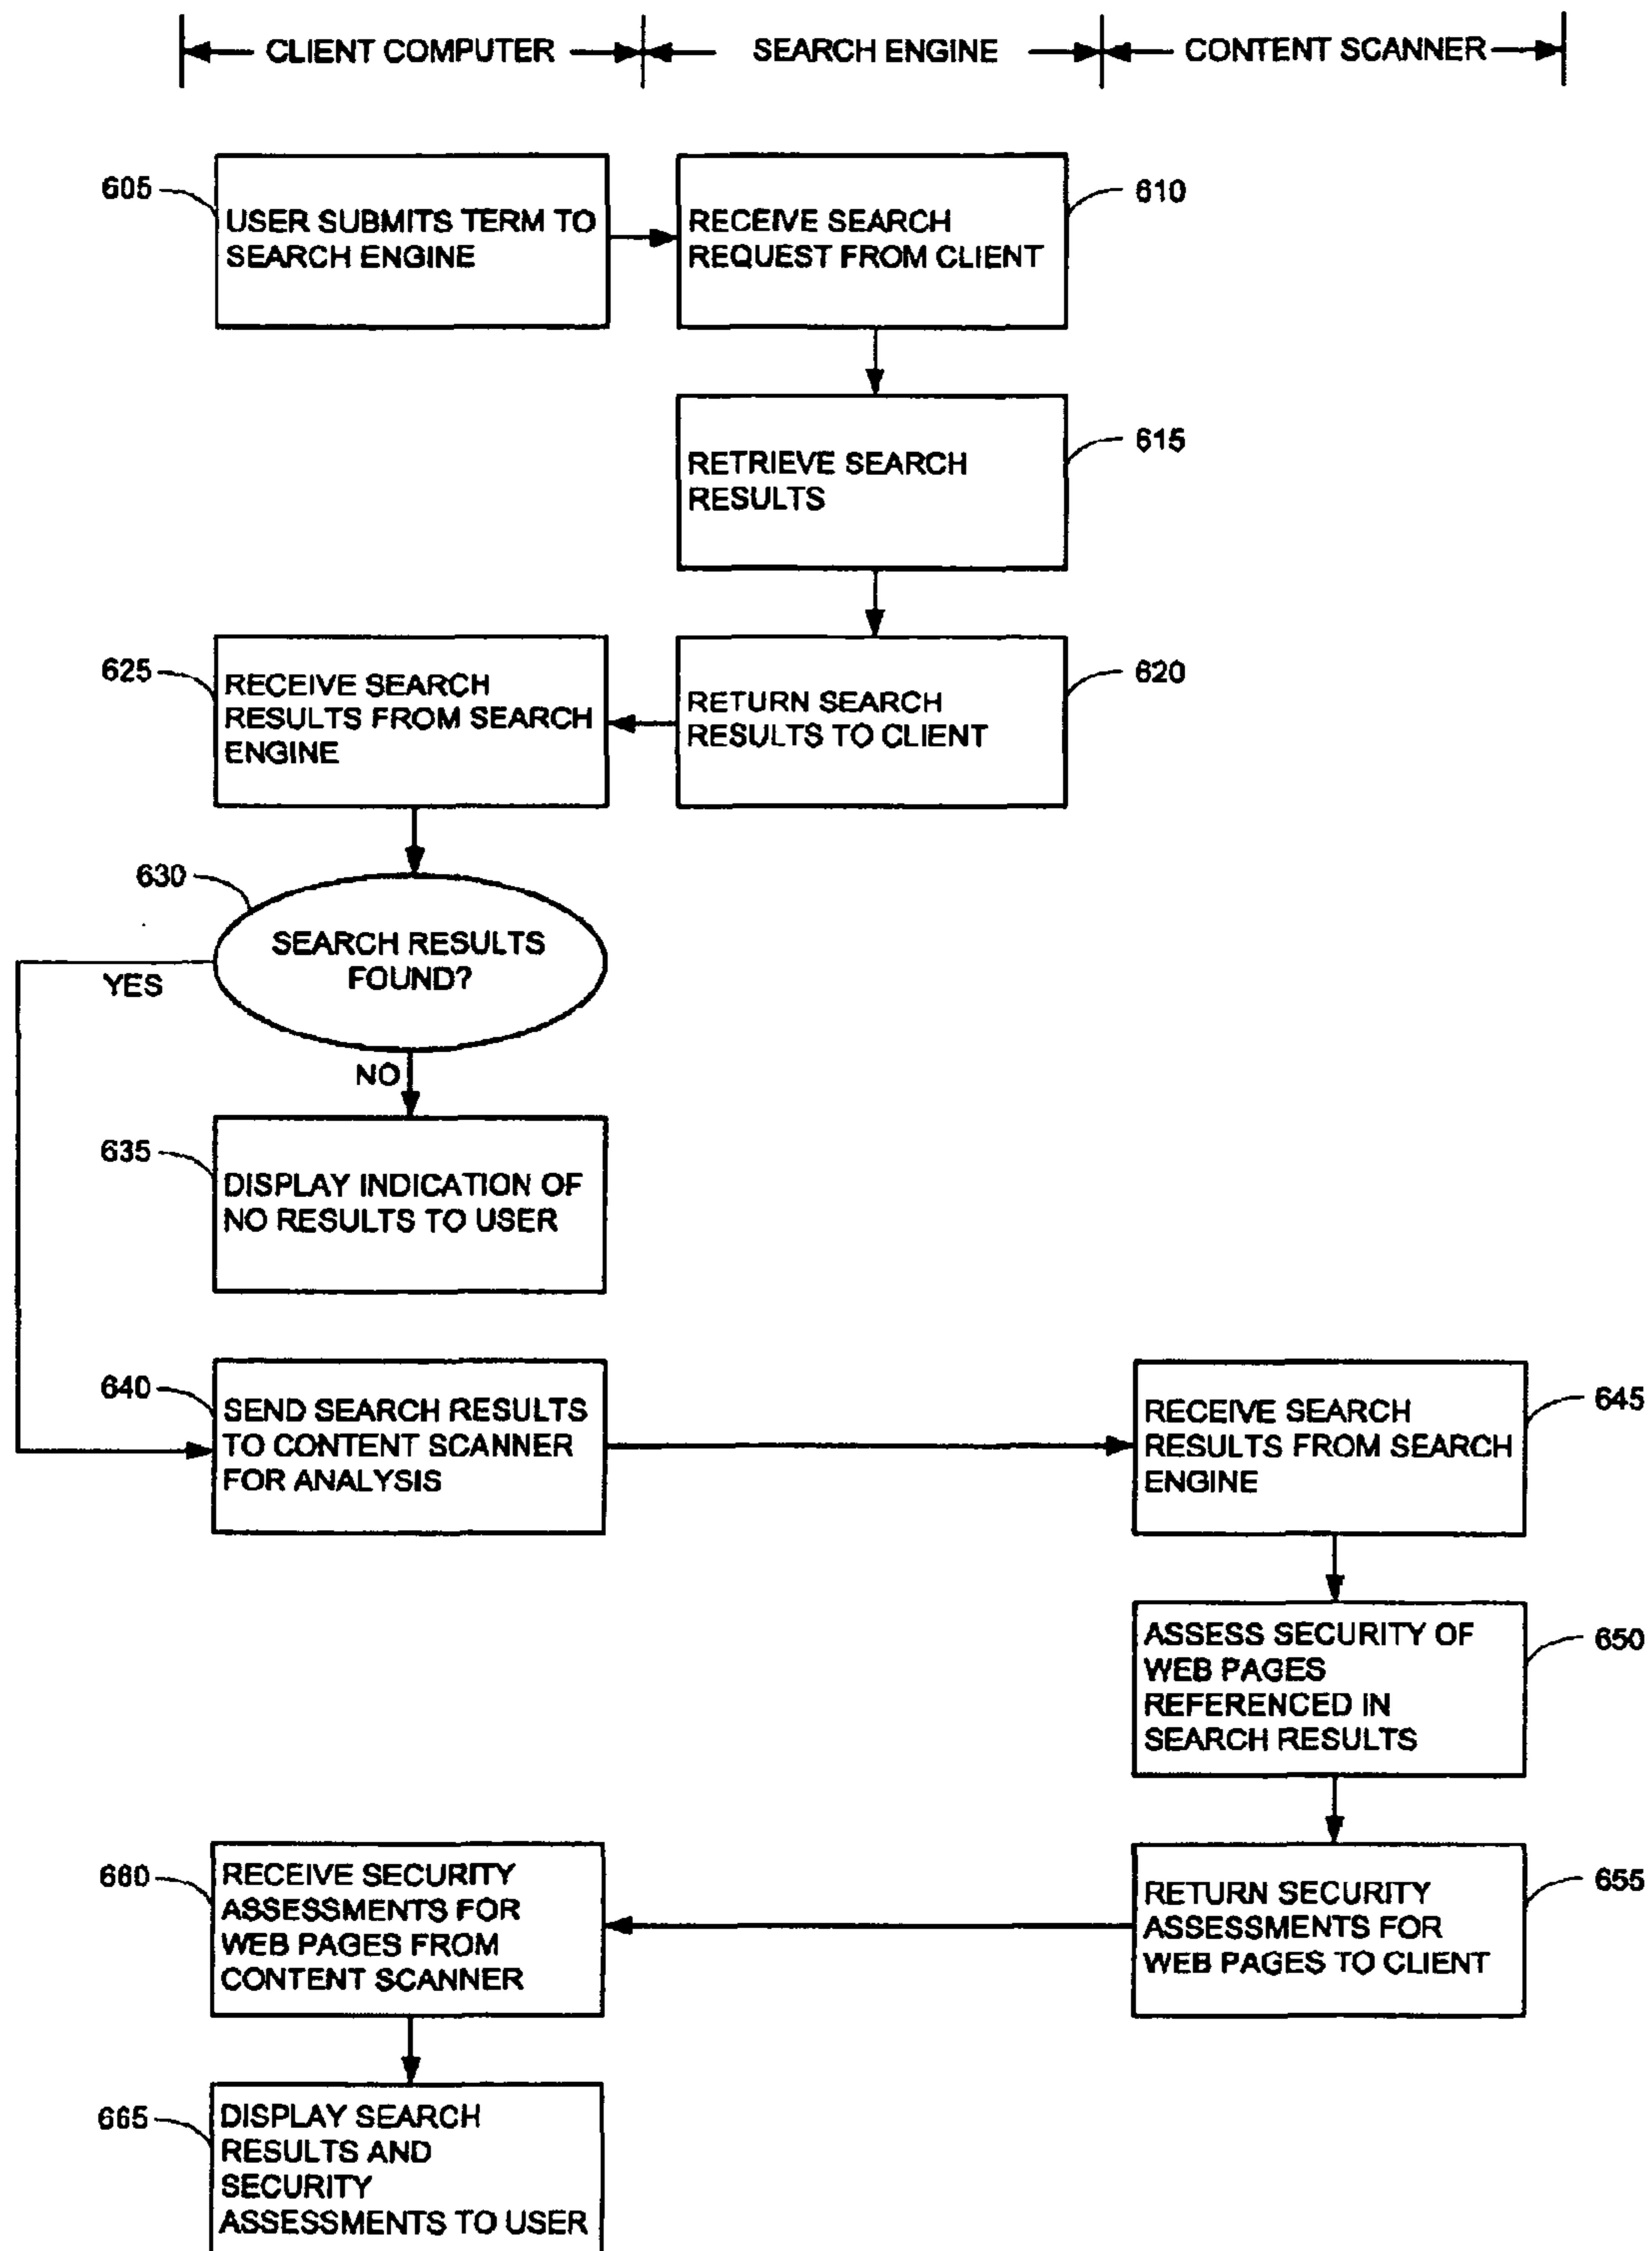 CLIENT COMPUTER SEARCH ENGINE CONTENT SCANNER
605
USER SUBMITS TERM TO
SEARCH ENGINE
RECEIVE SEARCH
REQUEST FROM CLIENT
610
RETRIEVE SEARCH
RESULTS
615
625
RECEIVE SEARCH
RESULTS FROM SEARCH
ENGINE
RETURN SEARCH
RESULTS TO CLIENT
620
630
SEARCH RESULTS
FOUND?
YES
NO
635
DISPLAY INDICATION OF
NO RESULTS TO USER
640
SEND SEARCH RESULTS
TO CONTENT SCANNER
FOR ANALYSIS
RECEIVE SEARCH
RESULTS FROM SEARCH
ENGINE
645
ASSESS SECURITY OF
WEB PAGES
REFERENCED IN
SEARCH RESULTS
650
660
RECEIVE SECURITY
ASSESSMENTS FOR
WEB PAGES FROM
CONTENT SCANNER
RETURN SECURITY
ASSESSMENTS FOR
WEB PAGES TO CLIENT
655
665
DISPLAY SEARCH
RESULTS AND
SECURITY
ASSESSMENTS TO USER